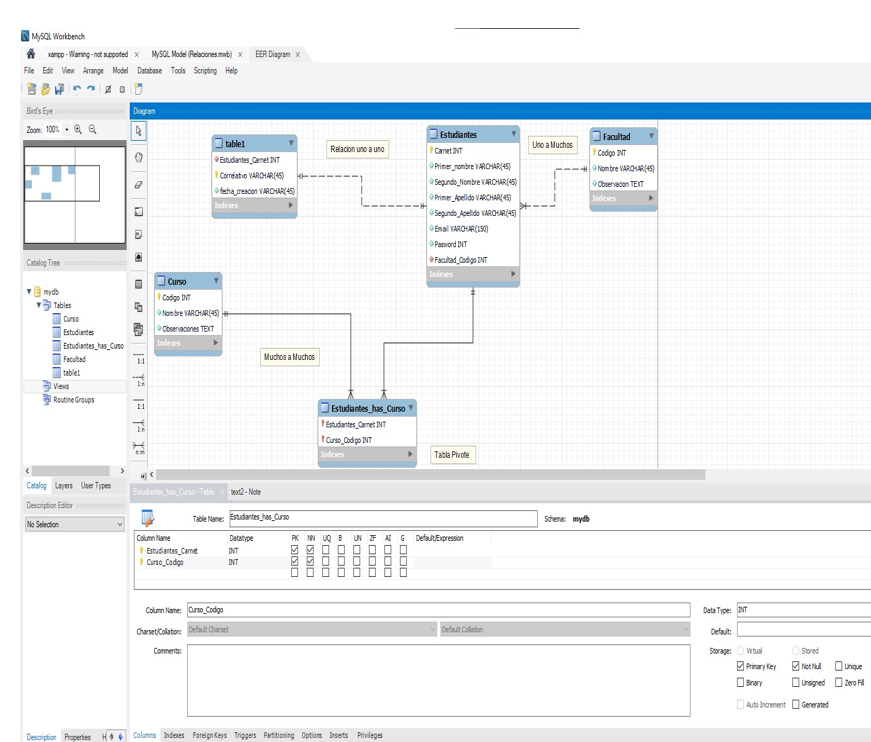 MySQL Workbench
xampp - Warning - not supported × MySQL Model (Relaciones.mwb) × EER Diagram ×
File Edit View Arrange Model Database Tools Scripting Help
Bird's Eye
Diagram
Zoom: 100%
table1
Estudiantes_Carnet INT
Correlativo VARCHAR(45)
fecha_creacion VARCHAR(45)
Indexes
Relacion uno a uno
Estudiantes
Carnet INT
Primer_nombre VARCHAR(45)
Segundo_Nombre VARCHAR(45)
Primer_Apellido VARCHAR(45)
Segundo_Apellido VARCHAR(45)
Email VARCHAR(150)
Pasword INT
Facultad_Codigo INT
Indexes
Uno a Muchos
Facultad
Codigo INT
Nombre VARCHAR(45)
Observacion TEXT
Indexes
Catalog Tree
mydb
Tables
Curso
Estudiantes
Estudiantes_has_Curso
Facultad
table1
Views
Routine Groups
Curso
Codigo INT
Nombre VARCHAR(45)
Observaciones TEXT
Indexes
Muchos a Muchos
1:1
1:n
1:1
1:n
n:m
Estudiantes_has_Curso
Estudiantes_Carnet INT
Curso_Codigo INT
Indexes
Tabla Pivote
Catalog Layers User Types
Description Editor
No Selection
Estudiantes_has_Curso - Table × text2 - Note
Table Name: Estudiantes_has_Curso Schema: mydb
Column Name Datatype PK NN UQ B UN ZF AI G Default/Expression
Estudiantes_Carnet INT
Curso_Codigo INT
Column Name: Curso_Codigo Data Type: INT
Charset/Collation: Default Charset Default Collation Default:
Comments: Storage: Virtual Stored
Primary Key Not Null Unique
Binary Unsigned Zero Fill
Auto Increment Generated
Description Properties H
Columns Indexes Foreign Keys Triggers Partitioning Options Inserts Privileges